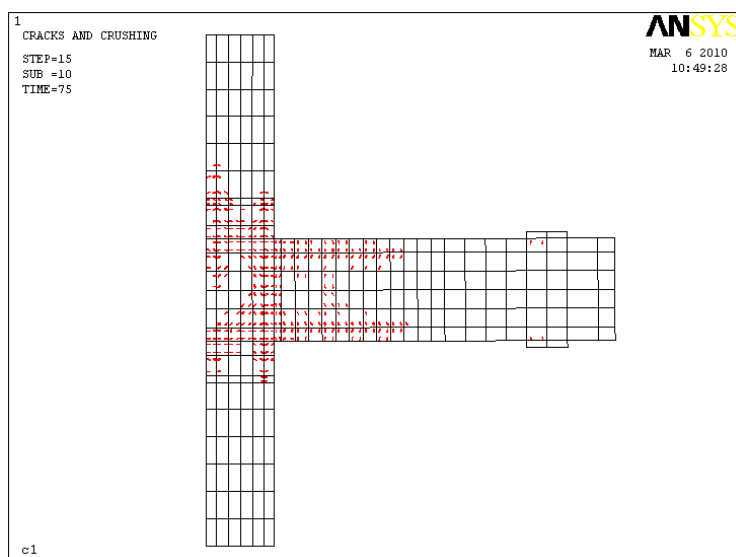 1
CRACKS AND CRUSHING
STEP=15
SUB =10
TIME=75
ANSYS
MAR 6 2010
10:49:28
c1